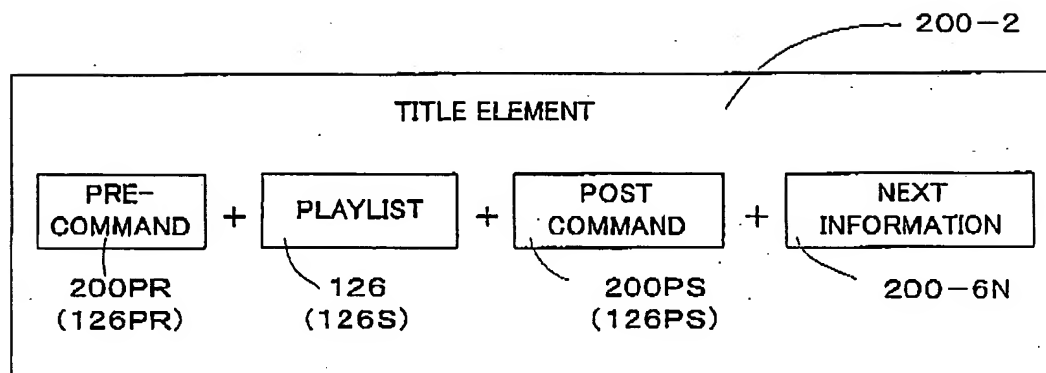 200-2
TITLE ELEMENT
PRE-
COMMAND
+
PLAYLIST
+
POST
COMMAND
+
NEXT
INFORMATION
200PR
(126PR)
126
(126S)
200PS
(126PS)
200-6N